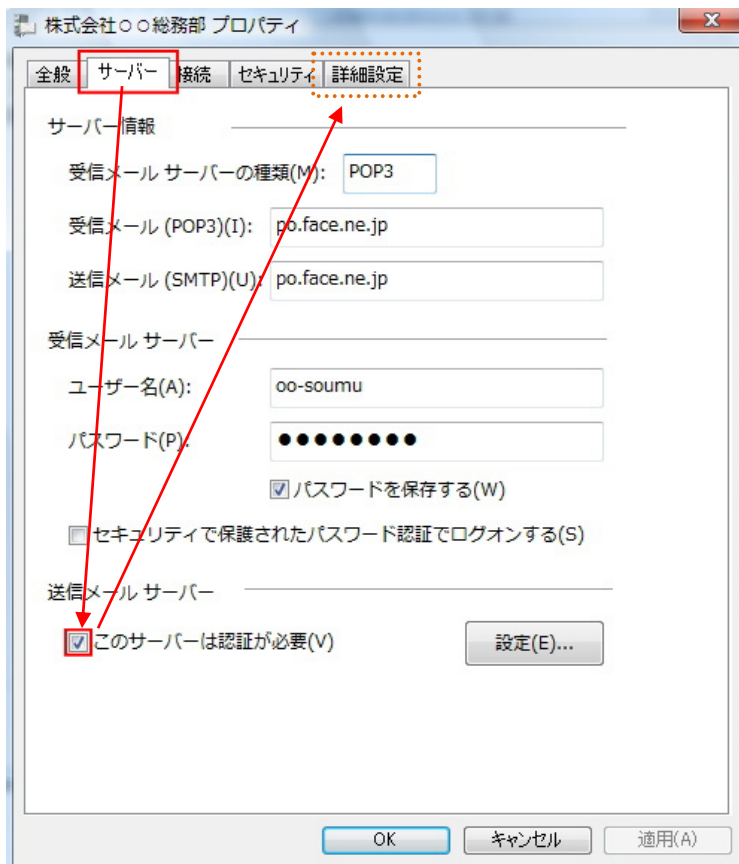 株式会社○○総務部 プロパティ
全般 サーバー 接続 セキュリティ 詳細設定
サーバー情報
受信メール サーバーの種類(M): POP3
受信メール (POP3)(I): po.face.ne.jp
送信メール (SMTP)(U): po.face.ne.jp
受信メール サーバー
ユーザー名(A): oo-soumu
パスワード(P): ●●●●●●●●
パスワードを保存する(W)
セキュリティで保護されたパスワード認証でログオンする(S)
送信メール サーバー
このサーバーは認証が必要(V) 設定(E)...
OK キャンセル 適用(A)